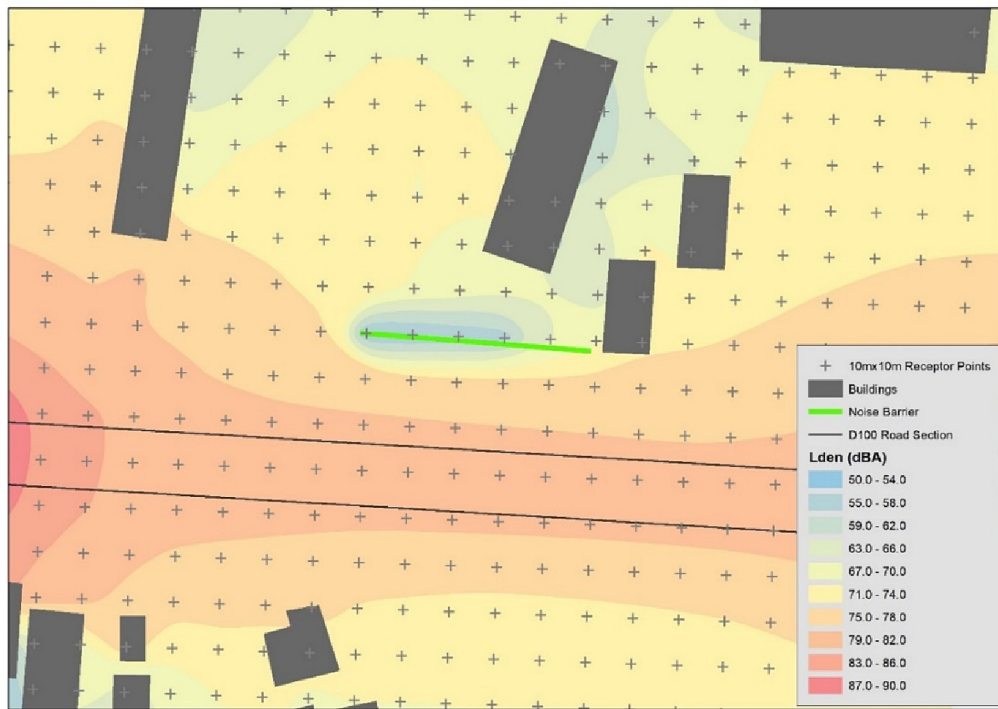 10mx10m Receptor Points
Buildings
Noise Barrier
D100 Road Section
Lden (dBA)
50.0 - 54.0
55.0 - 58.0
59.0 - 62.0
63.0 - 66.0
67.0 - 70.0
71.0 - 74.0
75.0 - 78.0
79.0 - 82.0
83.0 - 86.0
87.0 - 90.0